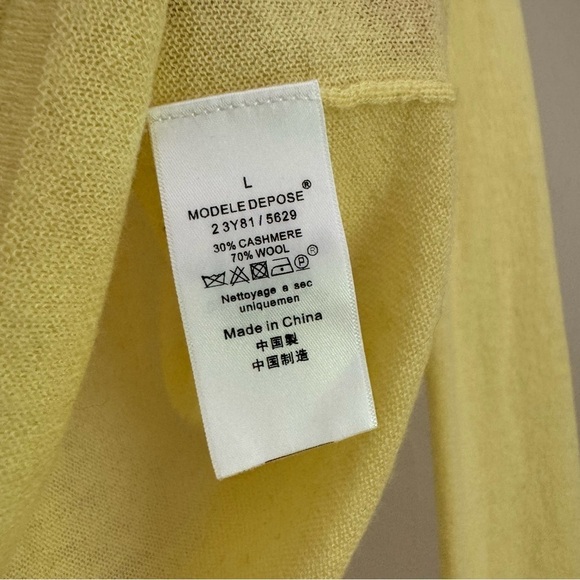 L
MODELE DEPOSE®
2 3Y81 / 5629
30% CASHMERE
70% WOOL
P ®
Nettoyage e sec
uniquemen
Made in China
中国製
中国制造